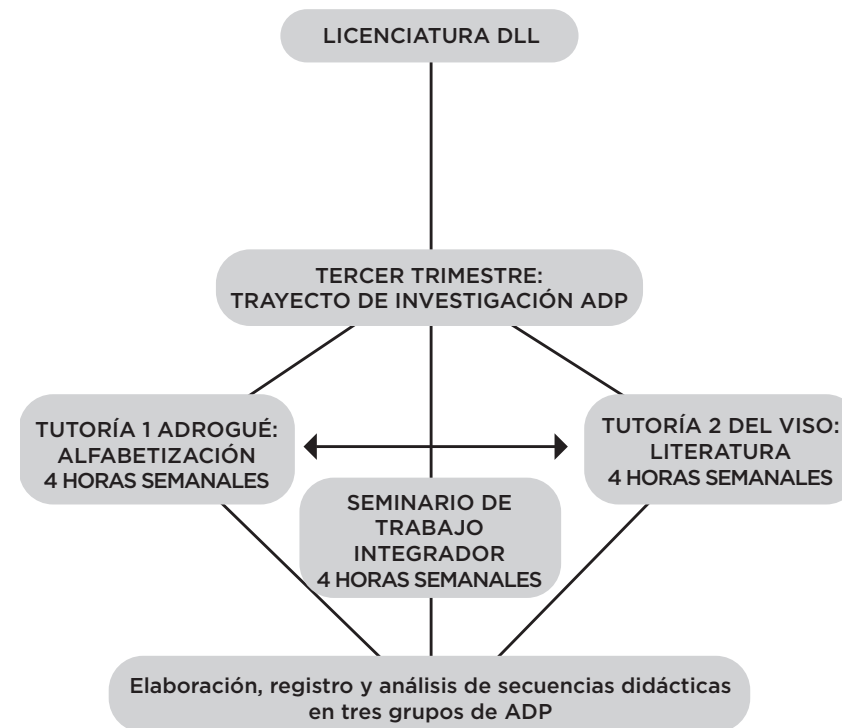 LICENCIATURA DLL
TERCER TRIMESTRE:
TRAYECTO DE INVESTIGACIÓN ADP
TUTORÍA 1 ADROGUÉ:
ALFABETIZACIÓN
4 HORAS SEMANALES
TUTORÍA 2 DEL VISO:
LITERATURA
4 HORAS SEMANALES
SEMINARIO DE
TRABAJO
INTEGRADOR
4 HORAS SEMANALES
Elaboración, registro y análisis de secuencias didácticas
en tres grupos de ADP